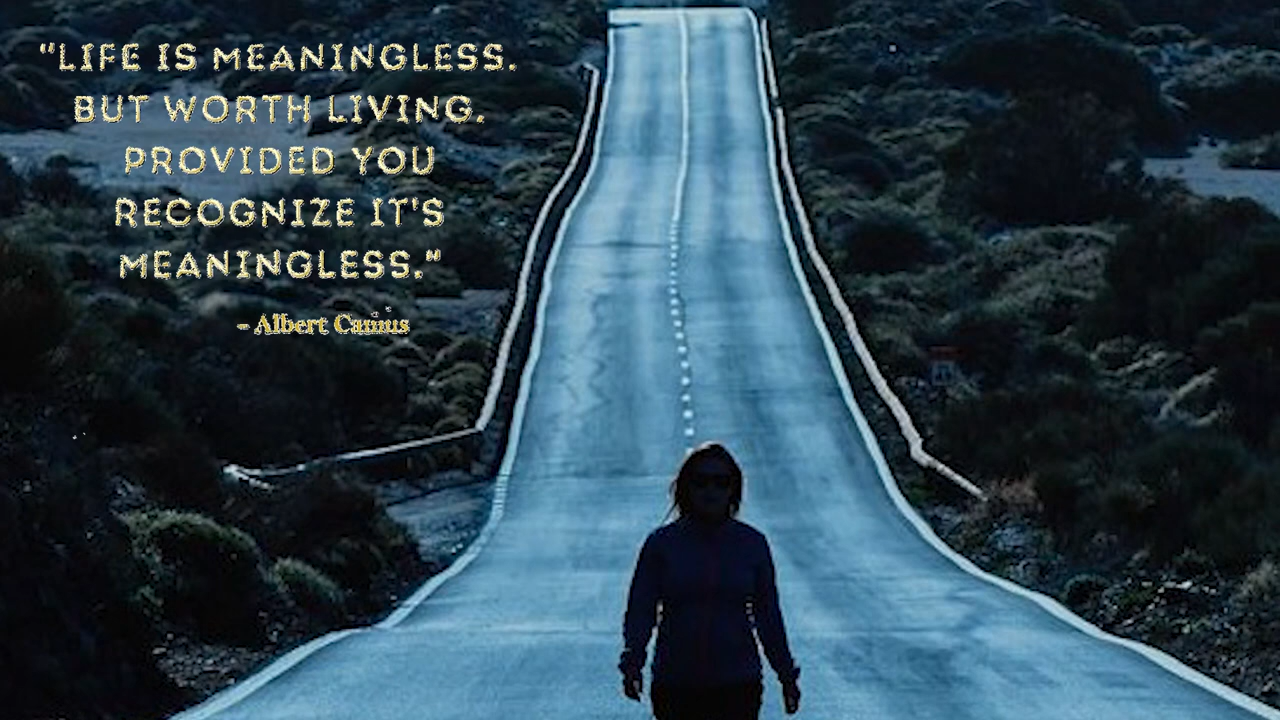 "LIFE IS MEANINGLESS.
BUT WORTH LIVING.
PROVIDED YOU
RECOGNIZE IT'S
MEANINGLESS."
- Albert Camus